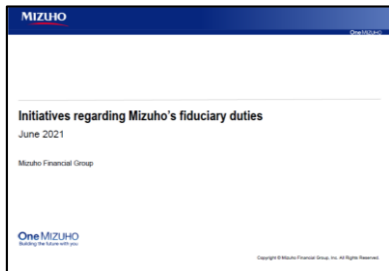 MIZUHO
One MIZUHO
Initiatives regarding Mizuho's fiduciary duties
June 2021
Mizuho Financial Group
One MIZUHO
Building the future with you
Copyright © Mizuho Financial Group, Inc. All Rights Reserved.